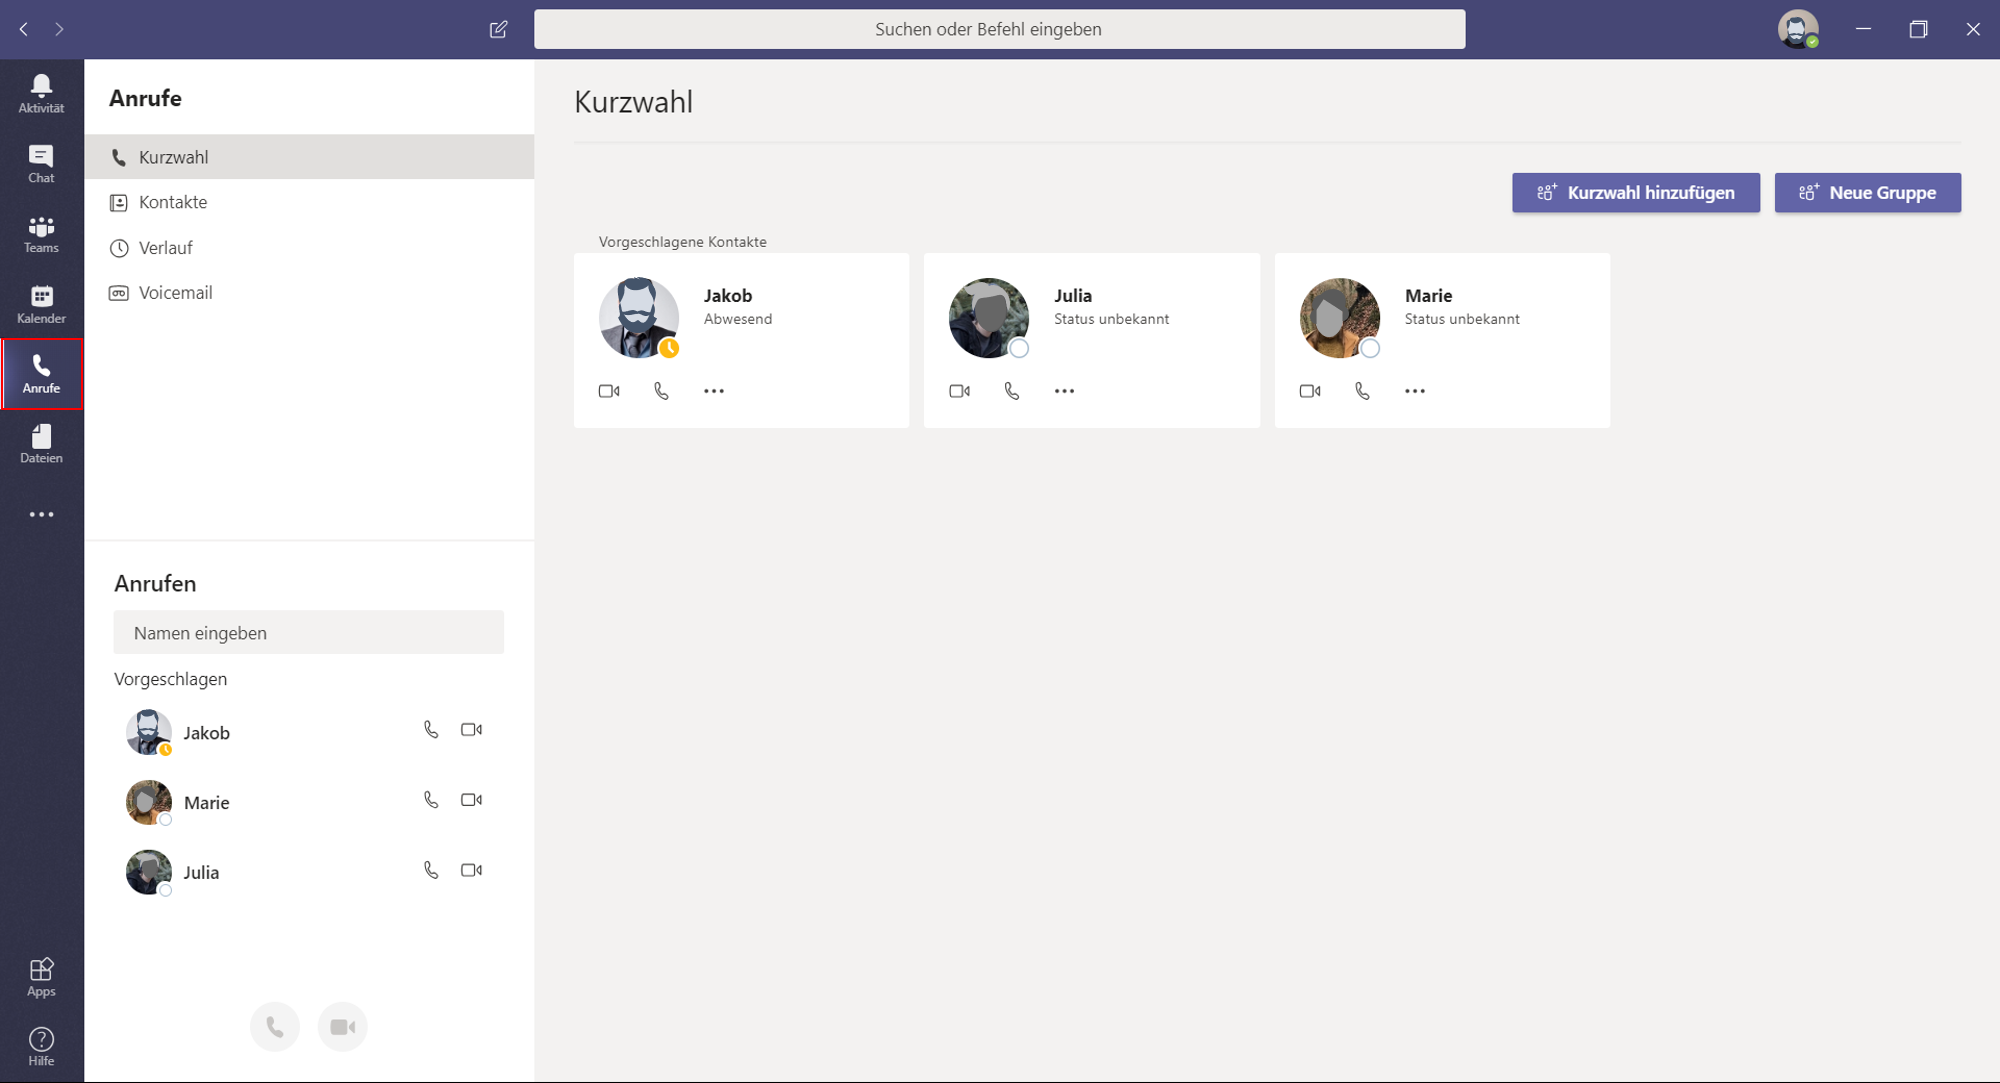 Suchen oder Befehl eingeben
Aktivität
Chat
Teams
Kalender
Anrufe
Dateien
Apps
Hilfe
Anrufe
Kurzwahl
Kontakte
Verlauf
Voicemail
Anrufen
Namen eingeben
Vorgeschlagen
Jakob
Marie
Julia
Kurzwahl
Kurzwahl hinzufügen
Neue Gruppe
Vorgeschlagene Kontakte
Jakob
Abwesend
Julia
Status unbekannt
Marie
Status unbekannt